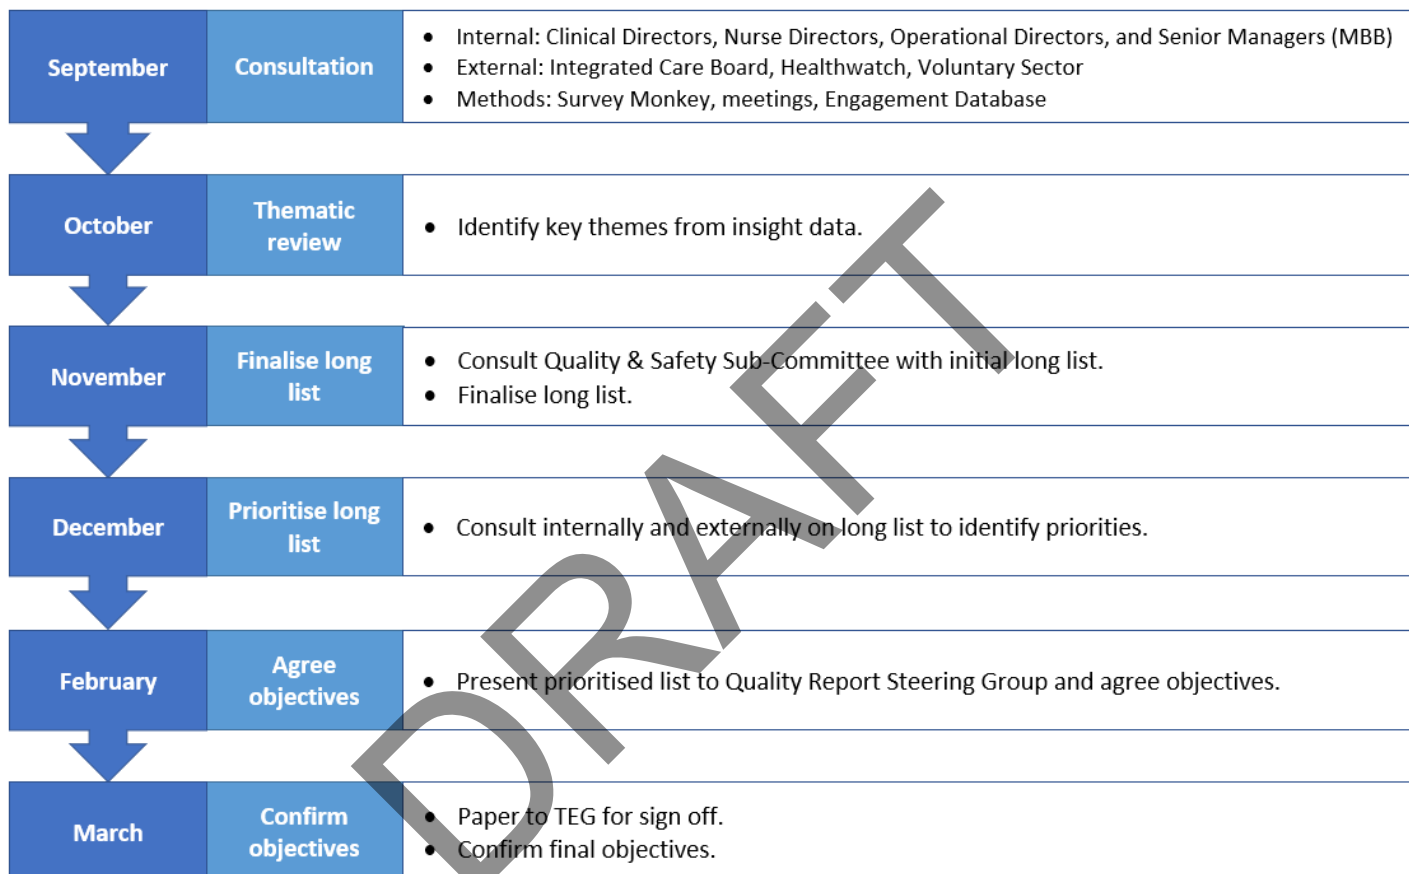 September
Consultation
• Internal: Clinical Directors, Nurse Directors, Operational Directors, and Senior Managers (MBB)
• External: Integrated Care Board, Healthwatch, Voluntary Sector
• Methods: Survey Monkey, meetings, Engagement Database
October
Thematic
review
• Identify key themes from insight data.
November
Finalise long
list
• Consult Quality & Safety Sub-Committee with initial long list.
• Finalise long list.
December
Prioritise long
list
• Consult internally and externally on long list to identify priorities.
February
Agree
objectives
• Present prioritised list to Quality Report Steering Group and agree objectives.
March
Confirm
objectives
• Paper to TEG for sign off.
• Confirm final objectives.
DRAFT